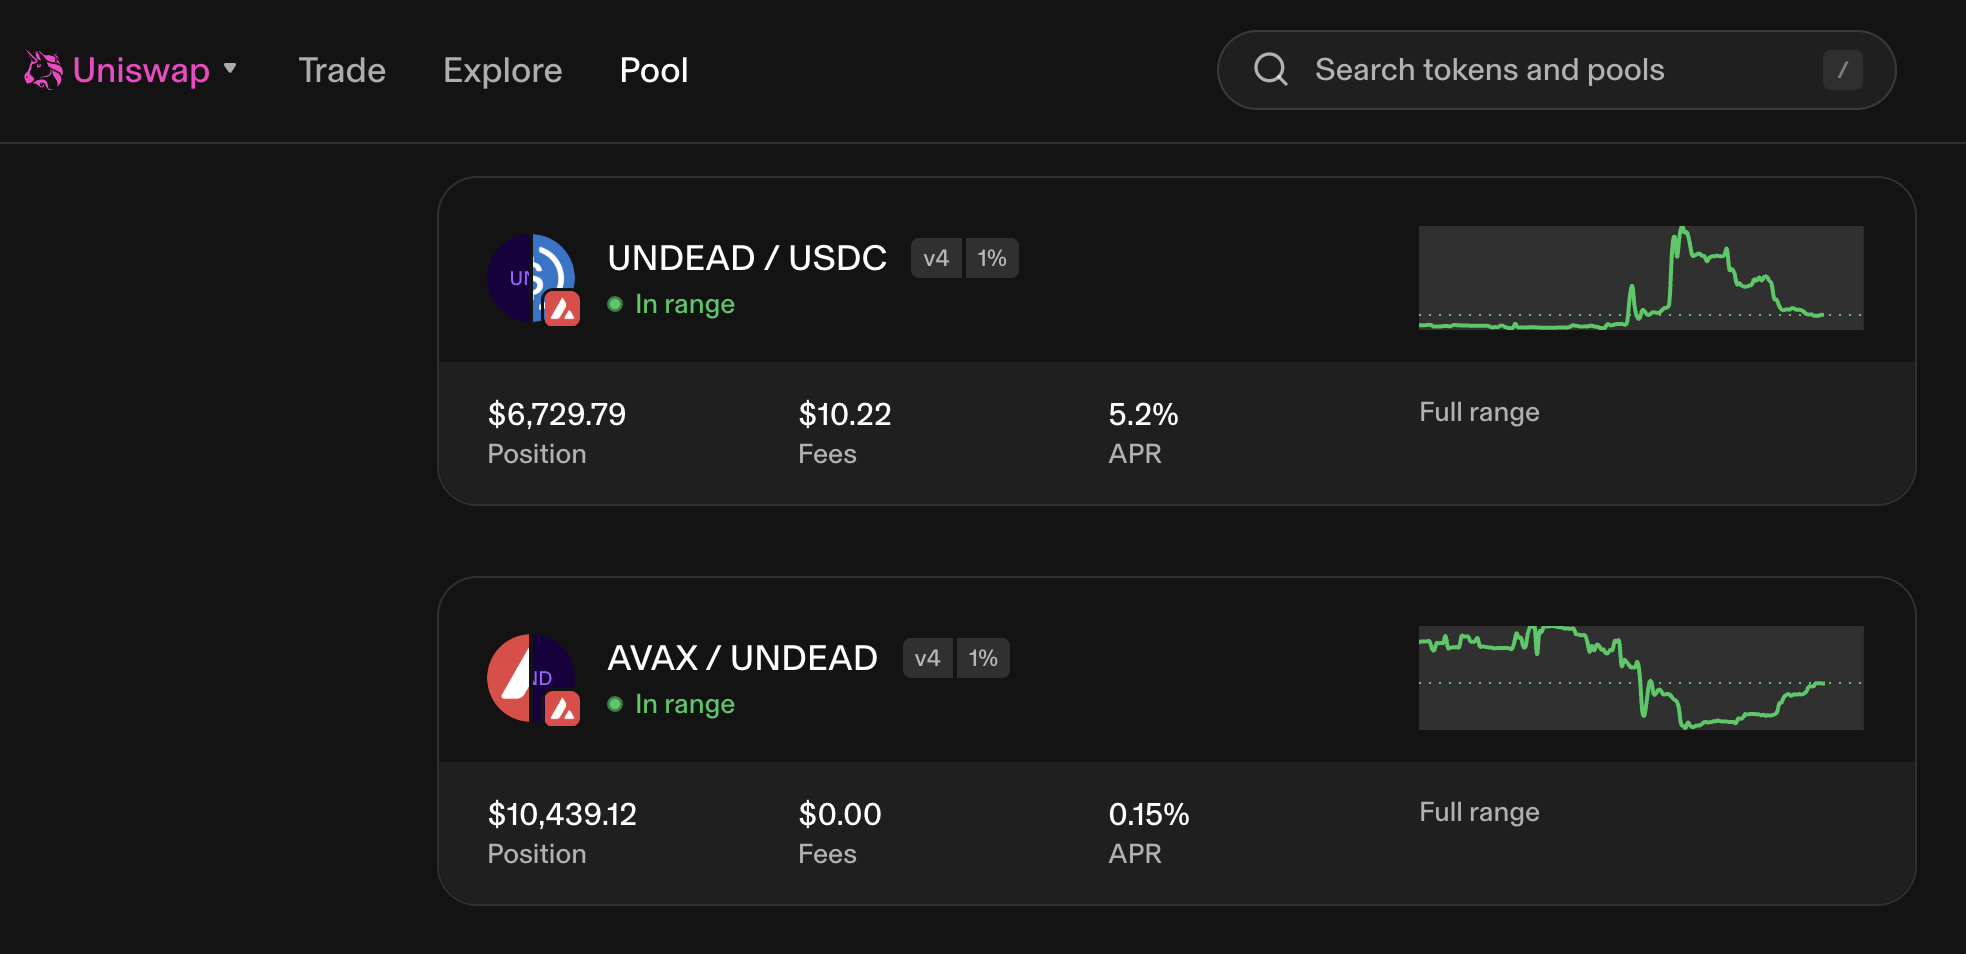 Uniswap Trade Explore Pool Search tokens and pools /
UN
UNDEAD / USDC v4 1%
In range
$6,729.79 $10.22 5.2% Full range
Position Fees APR
ND
AVAX / UNDEAD v4 1%
In range
$10,439.12 $0.00 0.15% Full range
Position Fees APR